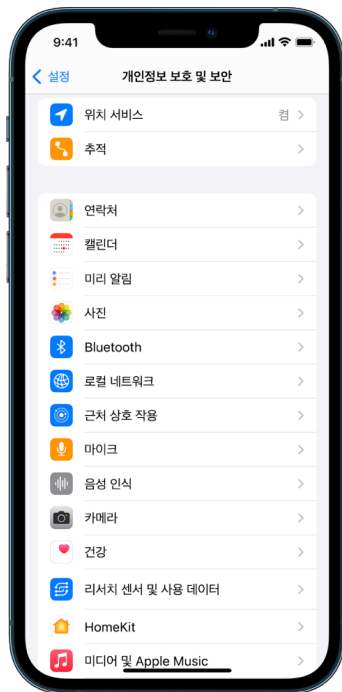 9:41
설정
개인정보 보호 및 보안
위치 서비스 켬
추적
연락처
캘린더
미리 알림
사진
Bluetooth
로컬 네트워크
근처 상호 작용
마이크
음성 인식
카메라
건강
리서치 센서 및 사용 데이터
HomeKit
미디어 및 Apple Music